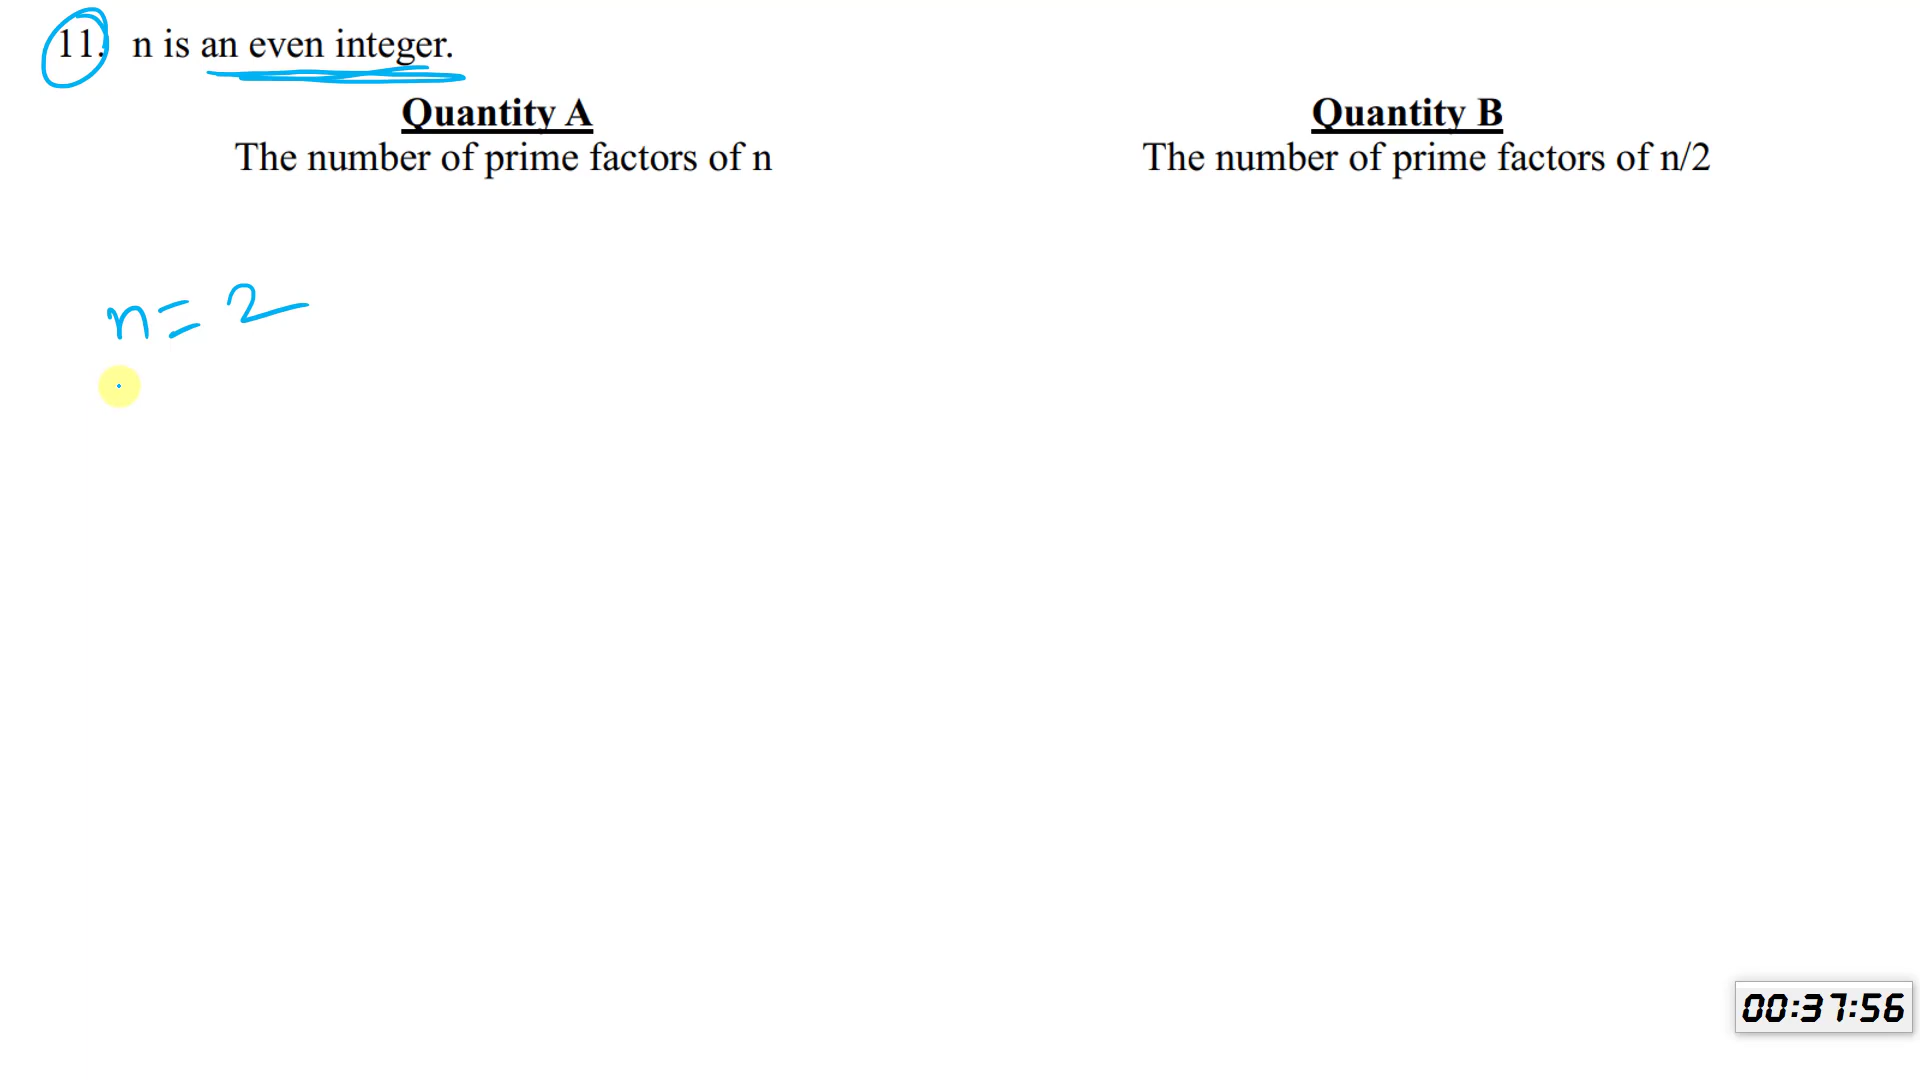 11. n is an even integer.
Quantity A
The number of prime factors of n
Quantity B
The number of prime factors of n/2
n = 2
00:37:56